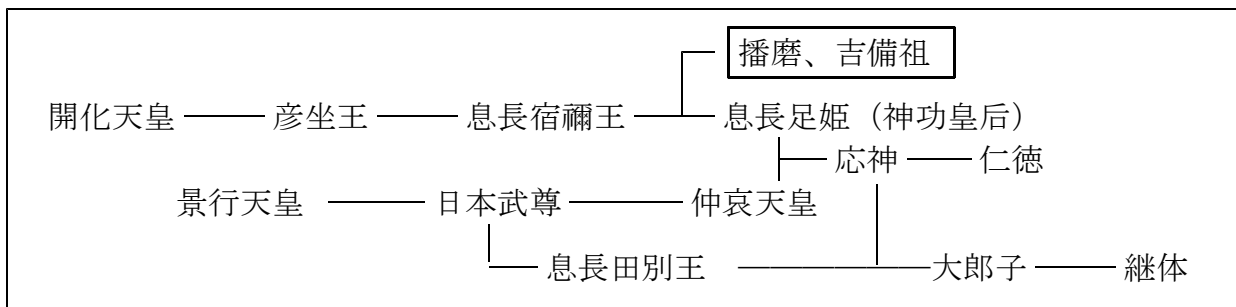 播磨、吉備祖
開化天皇 彦坐王 息長宿禰王 息長足姫（神功皇后）
応神 仁徳
景行天皇 日本武尊 仲哀天皇
息長田別王 大郎子 継体